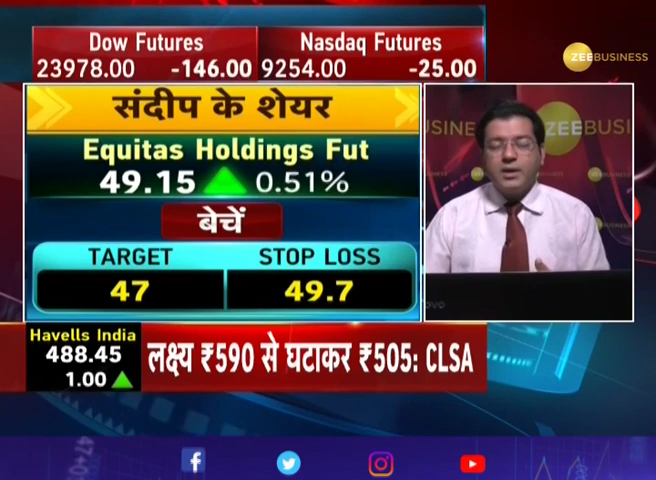 Dow Futures
23978.00 -146.00
Nasdaq Futures
9254.00 -25.00
ZEEBUSINESS
संदीप के शेयर
Equitas Holdings Fut
49.15 0.51%
बेचें
TARGET STOP LOSS
47 49.7
ZEEBUSI
Havells India
488.45
1.00
लक्ष्य ₹590 से घटाकर ₹505: CLSA